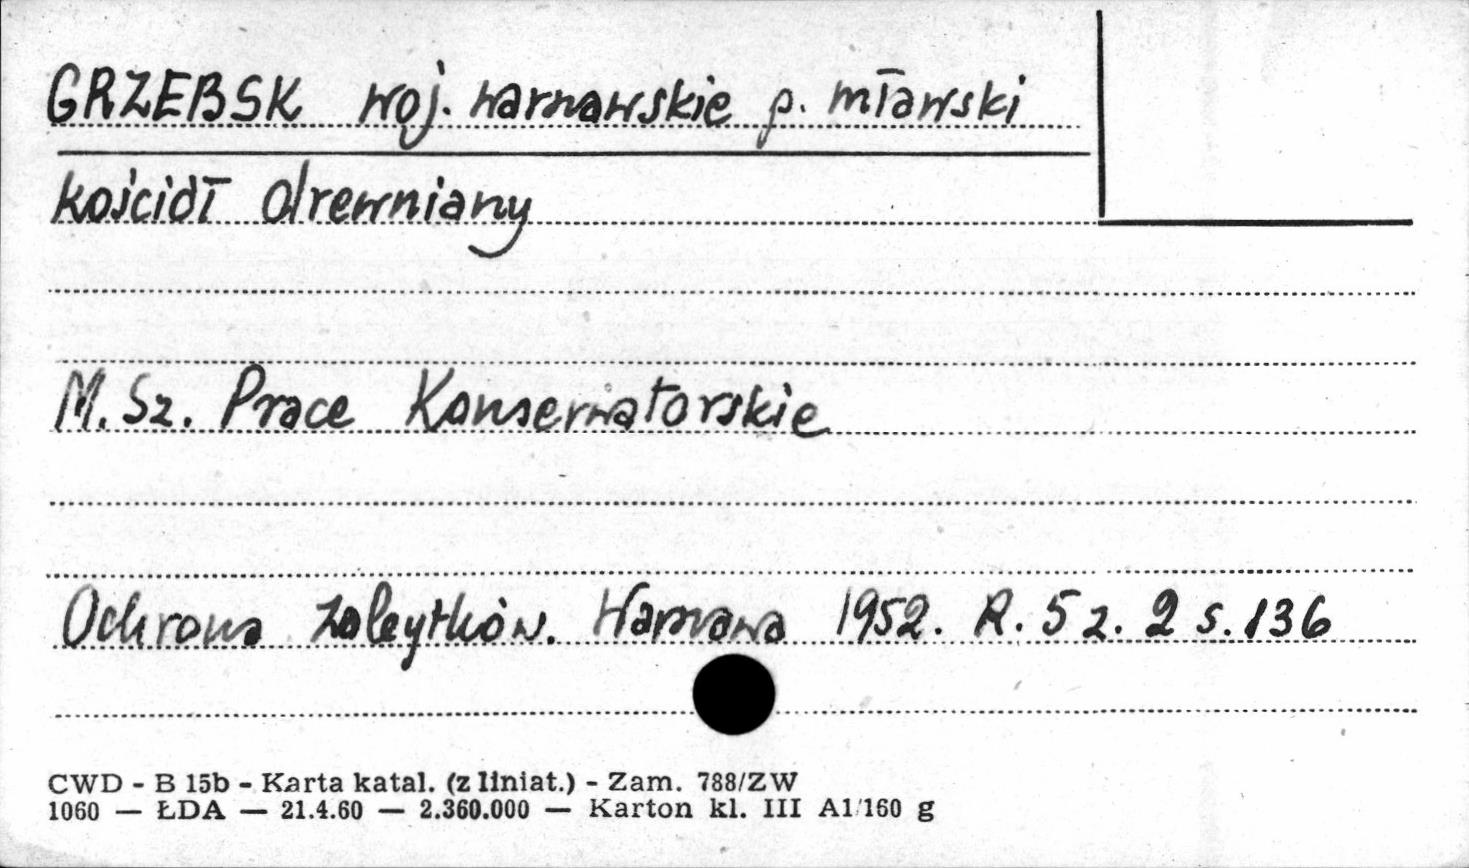 GRZEBSK woj. warszawskie p. mławski
kościół drewniany
M. Sz. Prace Konserwatorskie
Ochrona Zabytków. Warszawa 1952. R. 5 z. 2 s. 136
CWD - B 15b - Karta katal. (z liniat.) - Zam. 788/ZW
1060 — ŁDA — 21.4.60 — 2.360.000 — Karton kl. III A1/160 g